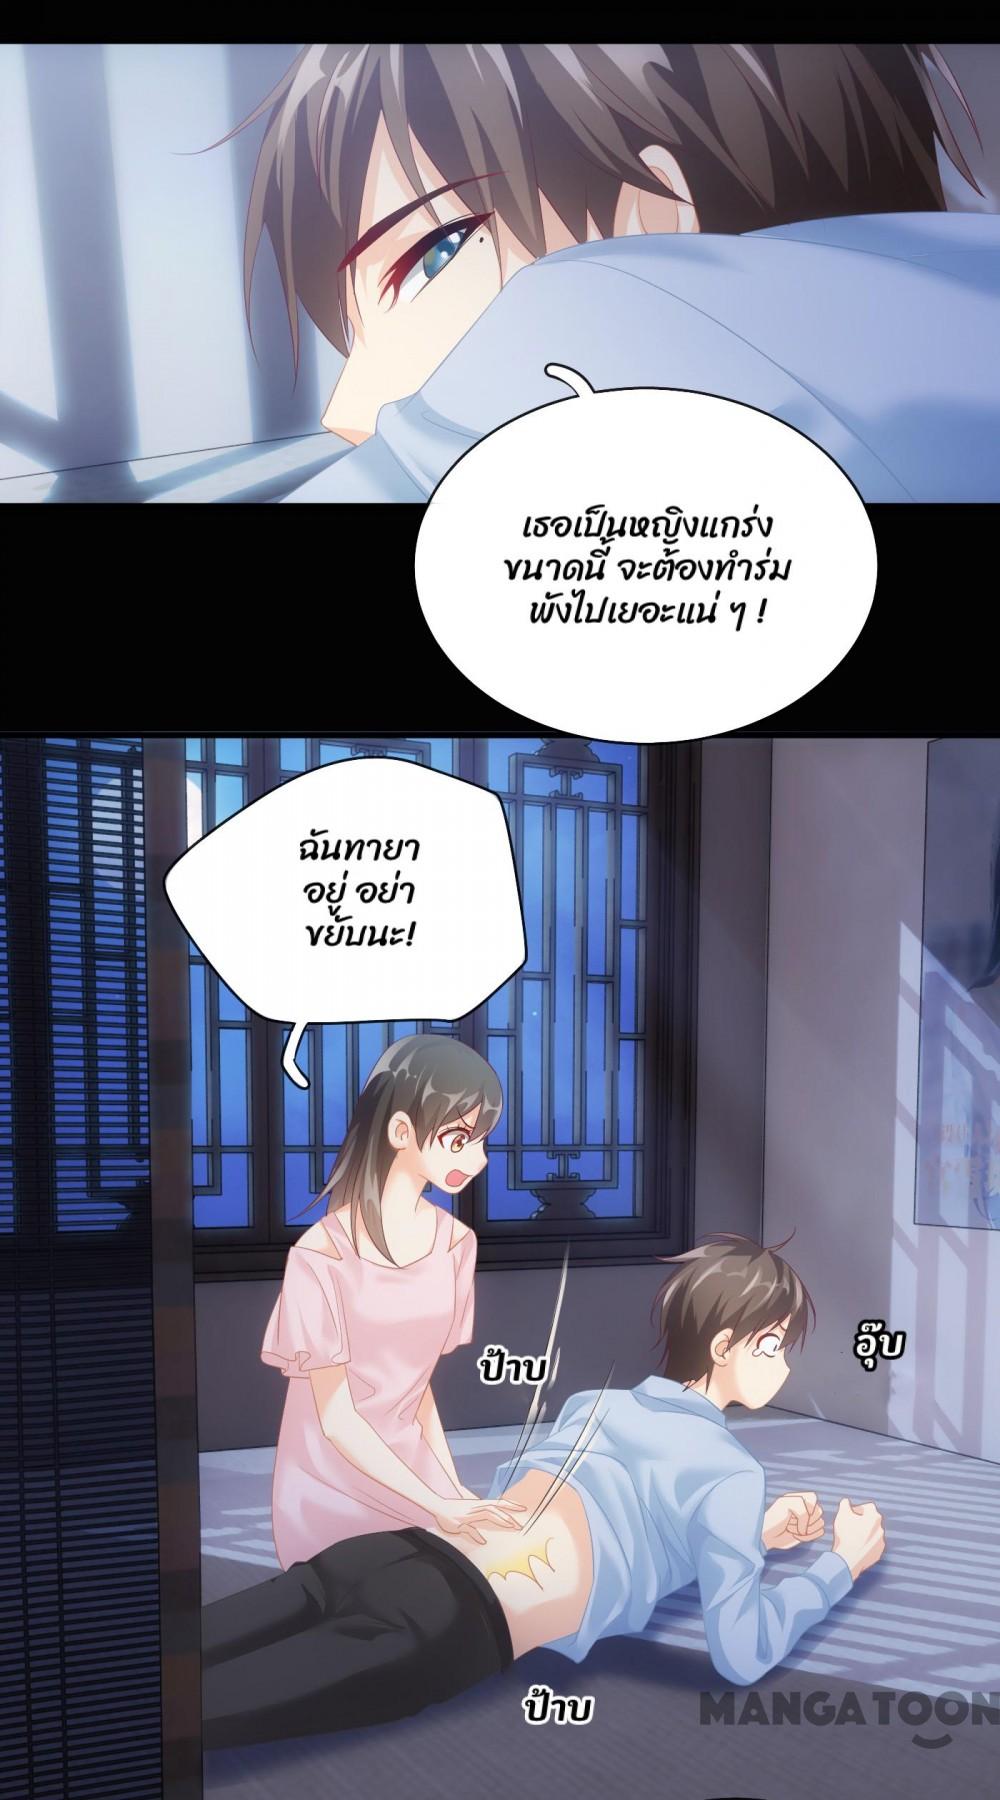 เธอเป็นหญิงแกร่ง
ขนาดนี้ จะต้องทำร่ม
พังไปเยอะแน่ ๆ !
ฉันทายา
อยู่ อย่า
ขยับนะ!
ป้าบ
อุ๊บ
ป้าบ
MANGATOON